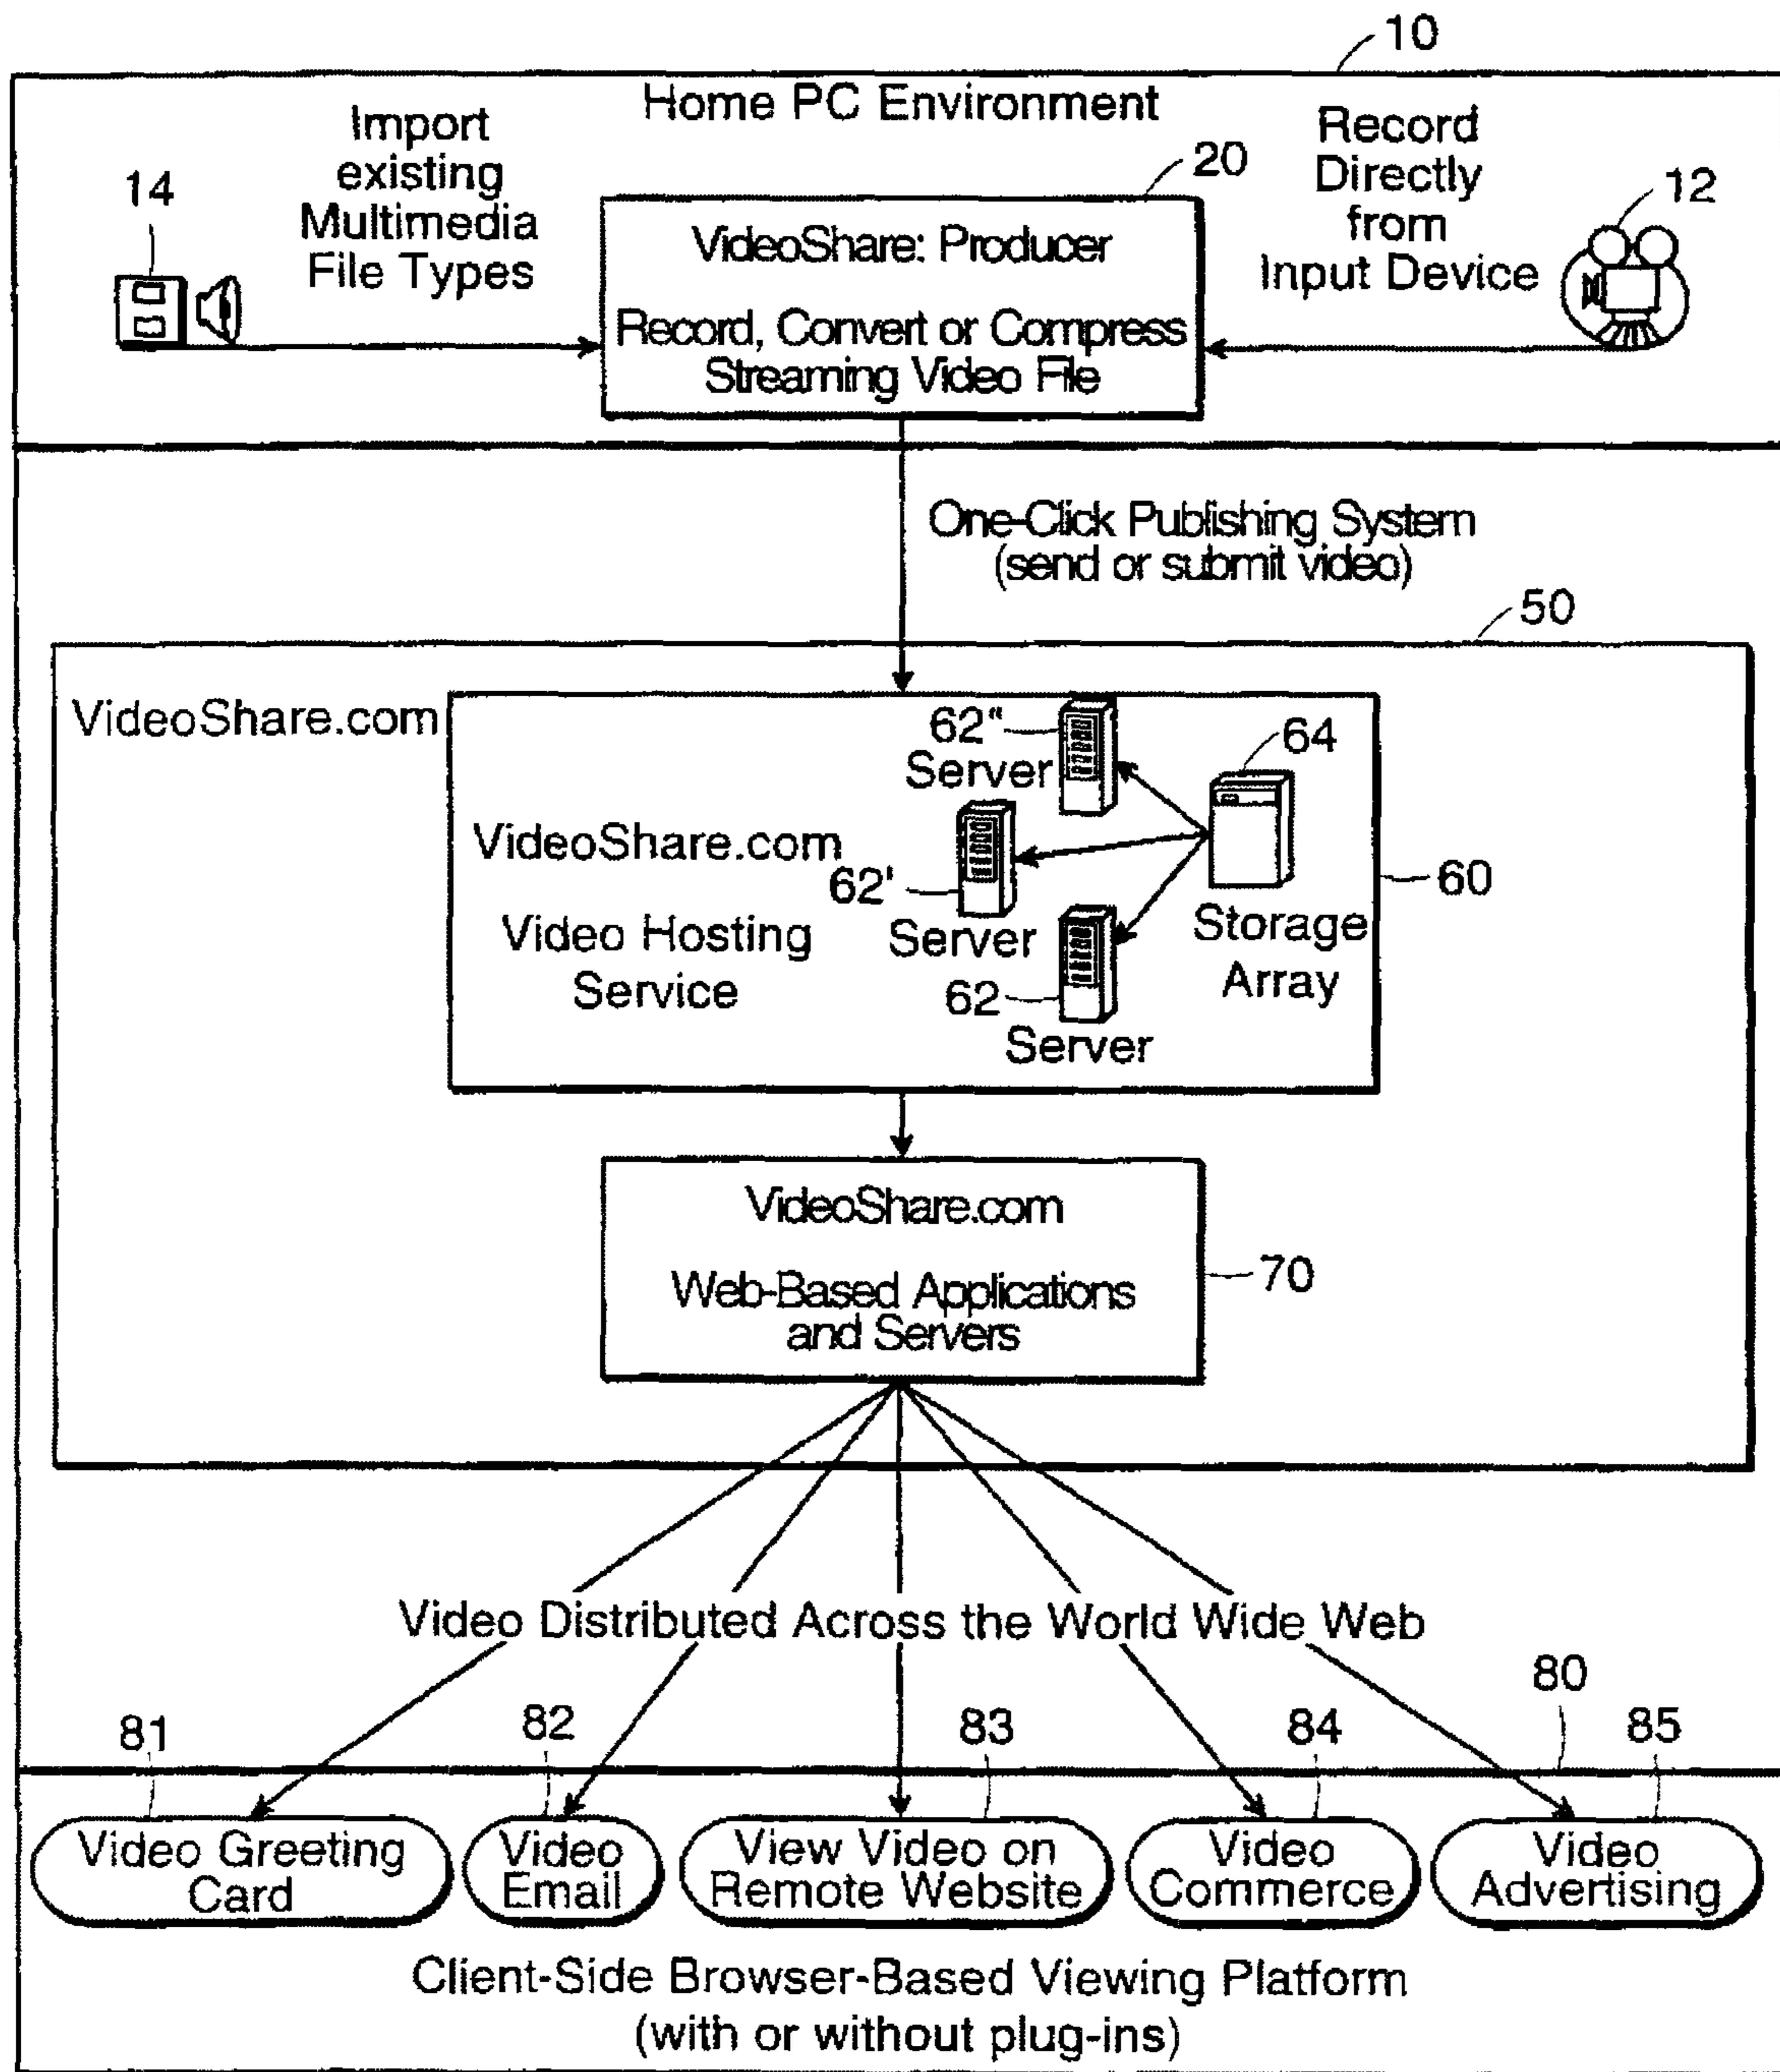 10
Home PC Environment
Import
existing
Multimedia
File Types
14
20
Record
Directly
from
Input Device
12
VideoShare: Producer
Record, Convert or Compress
Streaming Video File
One-Click Publishing System
(send or submit video)
50
VideoShare.com
62"
Server
64
VideoShare.com
62'
Server
60
Video Hosting
Service
Storage
Array
62
Server
VideoShare.com
Web-Based Applications
and Servers
70
Video Distributed Across the World Wide Web
80
81
82
83
84
85
Video Greeting
Card
Video
Email
View Video on
Remote Website
Video
Commerce
Video
Advertising
Client-Side Browser-Based Viewing Platform
(with or without plug-ins)